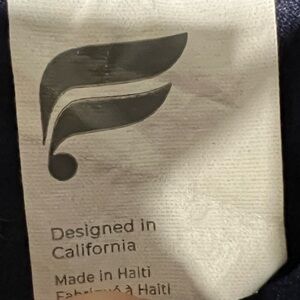 Designed in
California
Made in Haiti
Fabriqué à Haiti